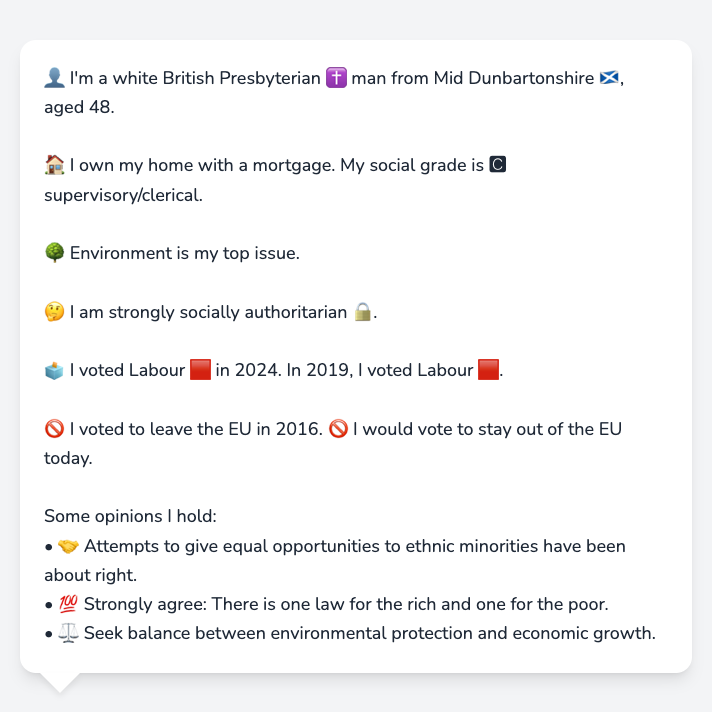 👤 I'm a white British Presbyterian ✝️ man from Mid Dunbartonshire 🏴󠁧󠁢󠁳󠁣󠁴󠁿,
aged 48.
🏠 I own my home with a mortgage. My social grade is 🅲
supervisory/clerical.
🌳 Environment is my top issue.
🤔 I am strongly socially authoritarian 🔒.
🗳️ I voted Labour 🟥 in 2024. In 2019, I voted Labour 🟥.
🚫 I voted to leave the EU in 2016. 🚫 I would vote to stay out of the EU
today.
Some opinions I hold:
• 🤝 Attempts to give equal opportunities to ethnic minorities have been
about right.
• 💯 Strongly agree: There is one law for the rich and one for the poor.
• ⚖️ Seek balance between environmental protection and economic growth.